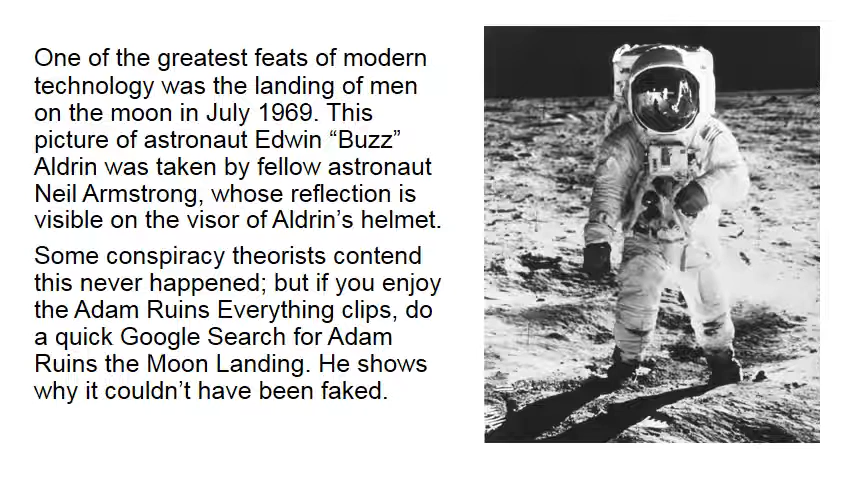 One of the greatest feats of modern
technology was the landing of men
on the moon in July 1969. This
picture of astronaut Edwin “Buzz”
Aldrin was taken by fellow astronaut
Neil Armstrong, whose reflection is
visible on the visor of Aldrin’s helmet.
Some conspiracy theorists contend
this never happened; but if you enjoy
the Adam Ruins Everything clips, do
a quick Google Search for Adam
Ruins the Moon Landing. He shows
why it couldn’t have been faked.